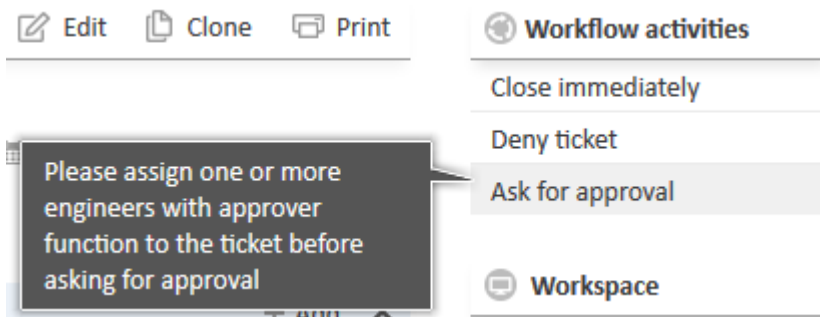 Edit Clone Print
Workflow activities
Close immediately
Deny ticket
Ask for approval
Please assign one or more
engineers with approver
function to the ticket before
asking for approval
Workspace